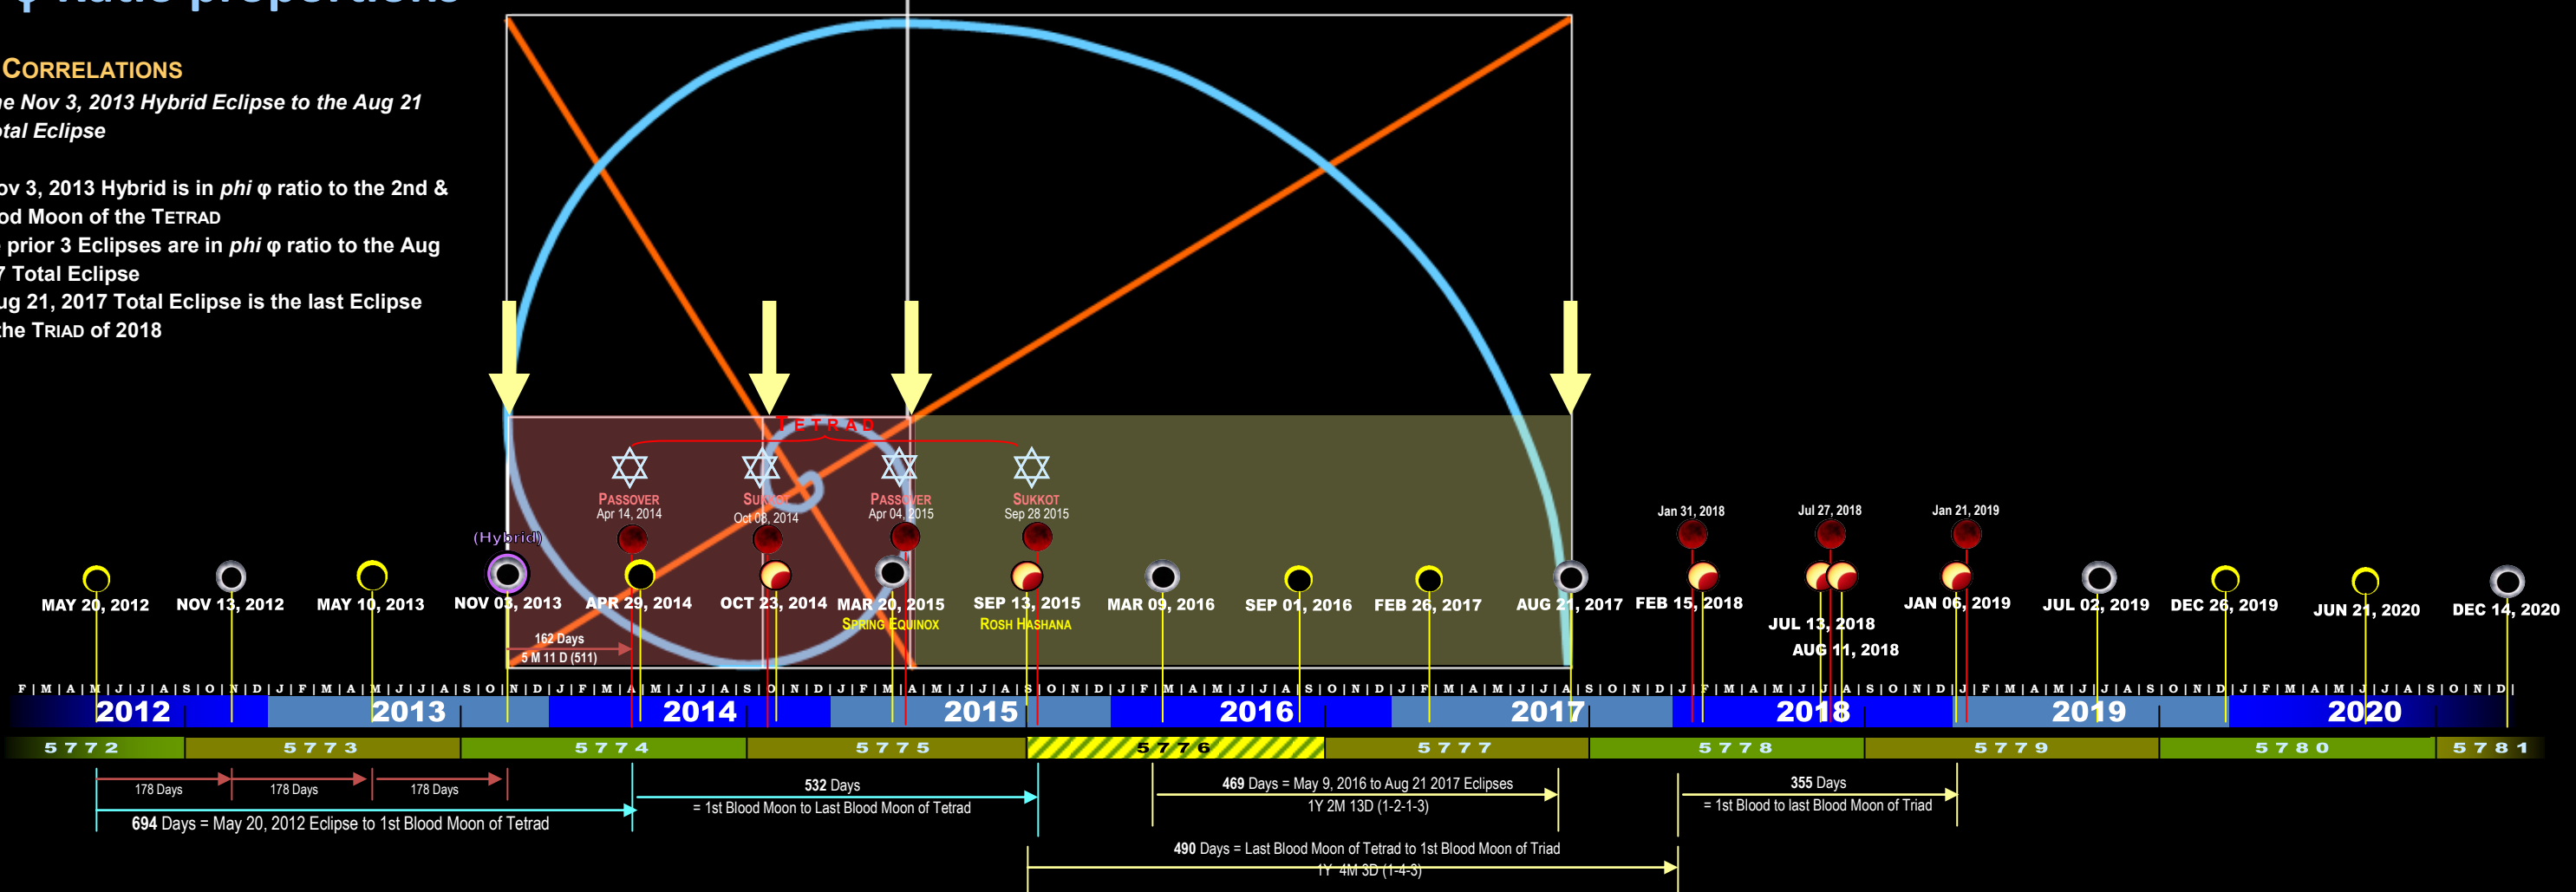 φ Ratio proportions
CORRELATIONS
e Nov 3, 2013 Hybrid Eclipse to the Aug 21
otal Eclipse
ov 3, 2013 Hybrid is in phi φ ratio to the 2nd &
od Moon of the TETRAD
prior 3 Eclipses are in phi φ ratio to the Aug
7 Total Eclipse
ug 21, 2017 Total Eclipse is the last Eclipse
the TRIAD of 2018
TETRAD
PASSOVER
Apr 14, 2014
SUKKOT
Oct 08, 2014
PASSOVER
Apr 04, 2015
SUKKOT
Sep 28 2015
Jan 31, 2018
Jul 27, 2018
Jan 21, 2019
(Hybrid)
MAY 20, 2012
NOV 13, 2012
MAY 10, 2013
NOV 03, 2013
APR 29, 2014
OCT 23, 2014
MAR 20, 2015
SPRING EQUINOX
SEP 13, 2015
ROSH HASHANA
MAR 09, 2016
SEP 01, 2016
FEB 26, 2017
AUG 21, 2017
FEB 15, 2018
JUL 13, 2018
AUG 11, 2018
JAN 06, 2019
JUL 02, 2019
DEC 26, 2019
JUN 21, 2020
DEC 14, 2020
162 Days
5 M 11 D (511)
F | M | A | M | J | J | A | S | O | N | D | J | F | M | A | M | J | J | A | S | O | N | D | J | F | M | A | M | J | J | A | S | O | N | D | J | F | M | A | M | J | J | A | S | O | N | D | J | F | M | A | M | J | J | A | S | O | N | D | J | F | M | A | M | J | J | A | S | O | N | D | J | F | M | A | M | J | J | A | S | O | N | D | J | F | M | A | M | J | J | A | S | O | N | D | J | F | M | A | M | J | J | A | S | O | N | D |
2012 2013 2014 2015 2016 2017 2018 2019 2020
5772 5773 5774 5775 5776 5777 5778 5779 5780 5781
178 Days
178 Days
178 Days
694 Days = May 20, 2012 Eclipse to 1st Blood Moon of Tetrad
532 Days
= 1st Blood Moon to Last Blood Moon of Tetrad
469 Days = May 9, 2016 to Aug 21 2017 Eclipses
1Y 2M 13D (1-2-1-3)
355 Days
= 1st Blood to last Blood Moon of Triad
490 Days = Last Blood Moon of Tetrad to 1st Blood Moon of Triad
1Y 4M 3D (1-4-3)